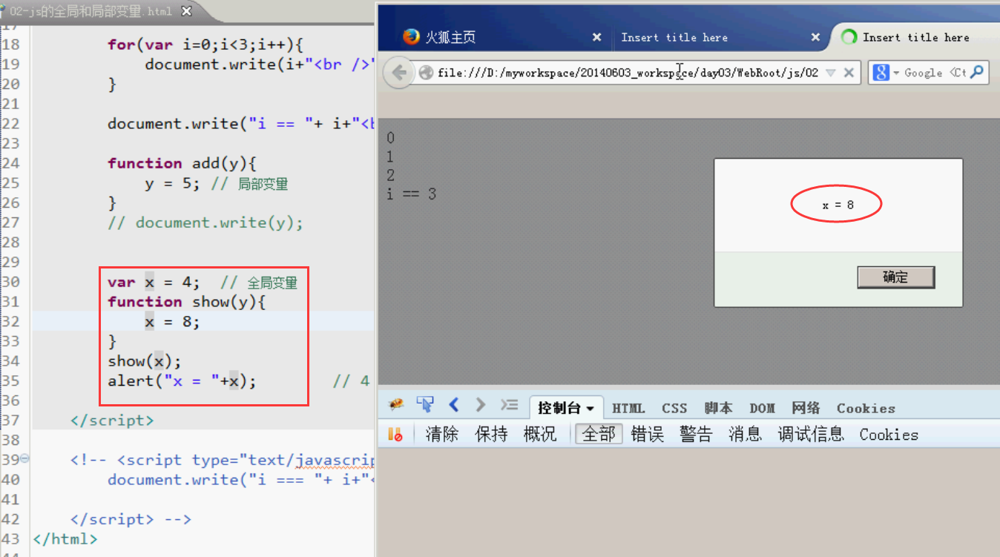 02-js的全局和局部变量.html
17
18 for(var i=0;i<3;i++){
19 document.write(i+"<br />"
20 }
21
22 document.write("i == "+ i+"<b
23
24 function add(y){
25 y = 5; // 局部变量
26 }
27 // document.write(y);
28
29
30 var x = 4; // 全局变量
31 function show(y){
32 x = 8;
33 }
34 show(x);
35 alert("x = "+x); // 4
36
37 </script>
38
39 <!-- <script type="text/javascrip
40 document.write("i === "+ i+"<
41
42 </script> -->
43 </html>
44
火狐主页
Insert title here
Insert title here
file:///D:/myworkspace/20140603_workspace/day03/WebRoot/js/02
Google <Ct
0
1
2
i == 3
x = 8
确定
控制台 HTML CSS 脚本 DOM 网络 Cookies
清除 保持 概况 全部 错误 警告 消息 调试信息 Cookies